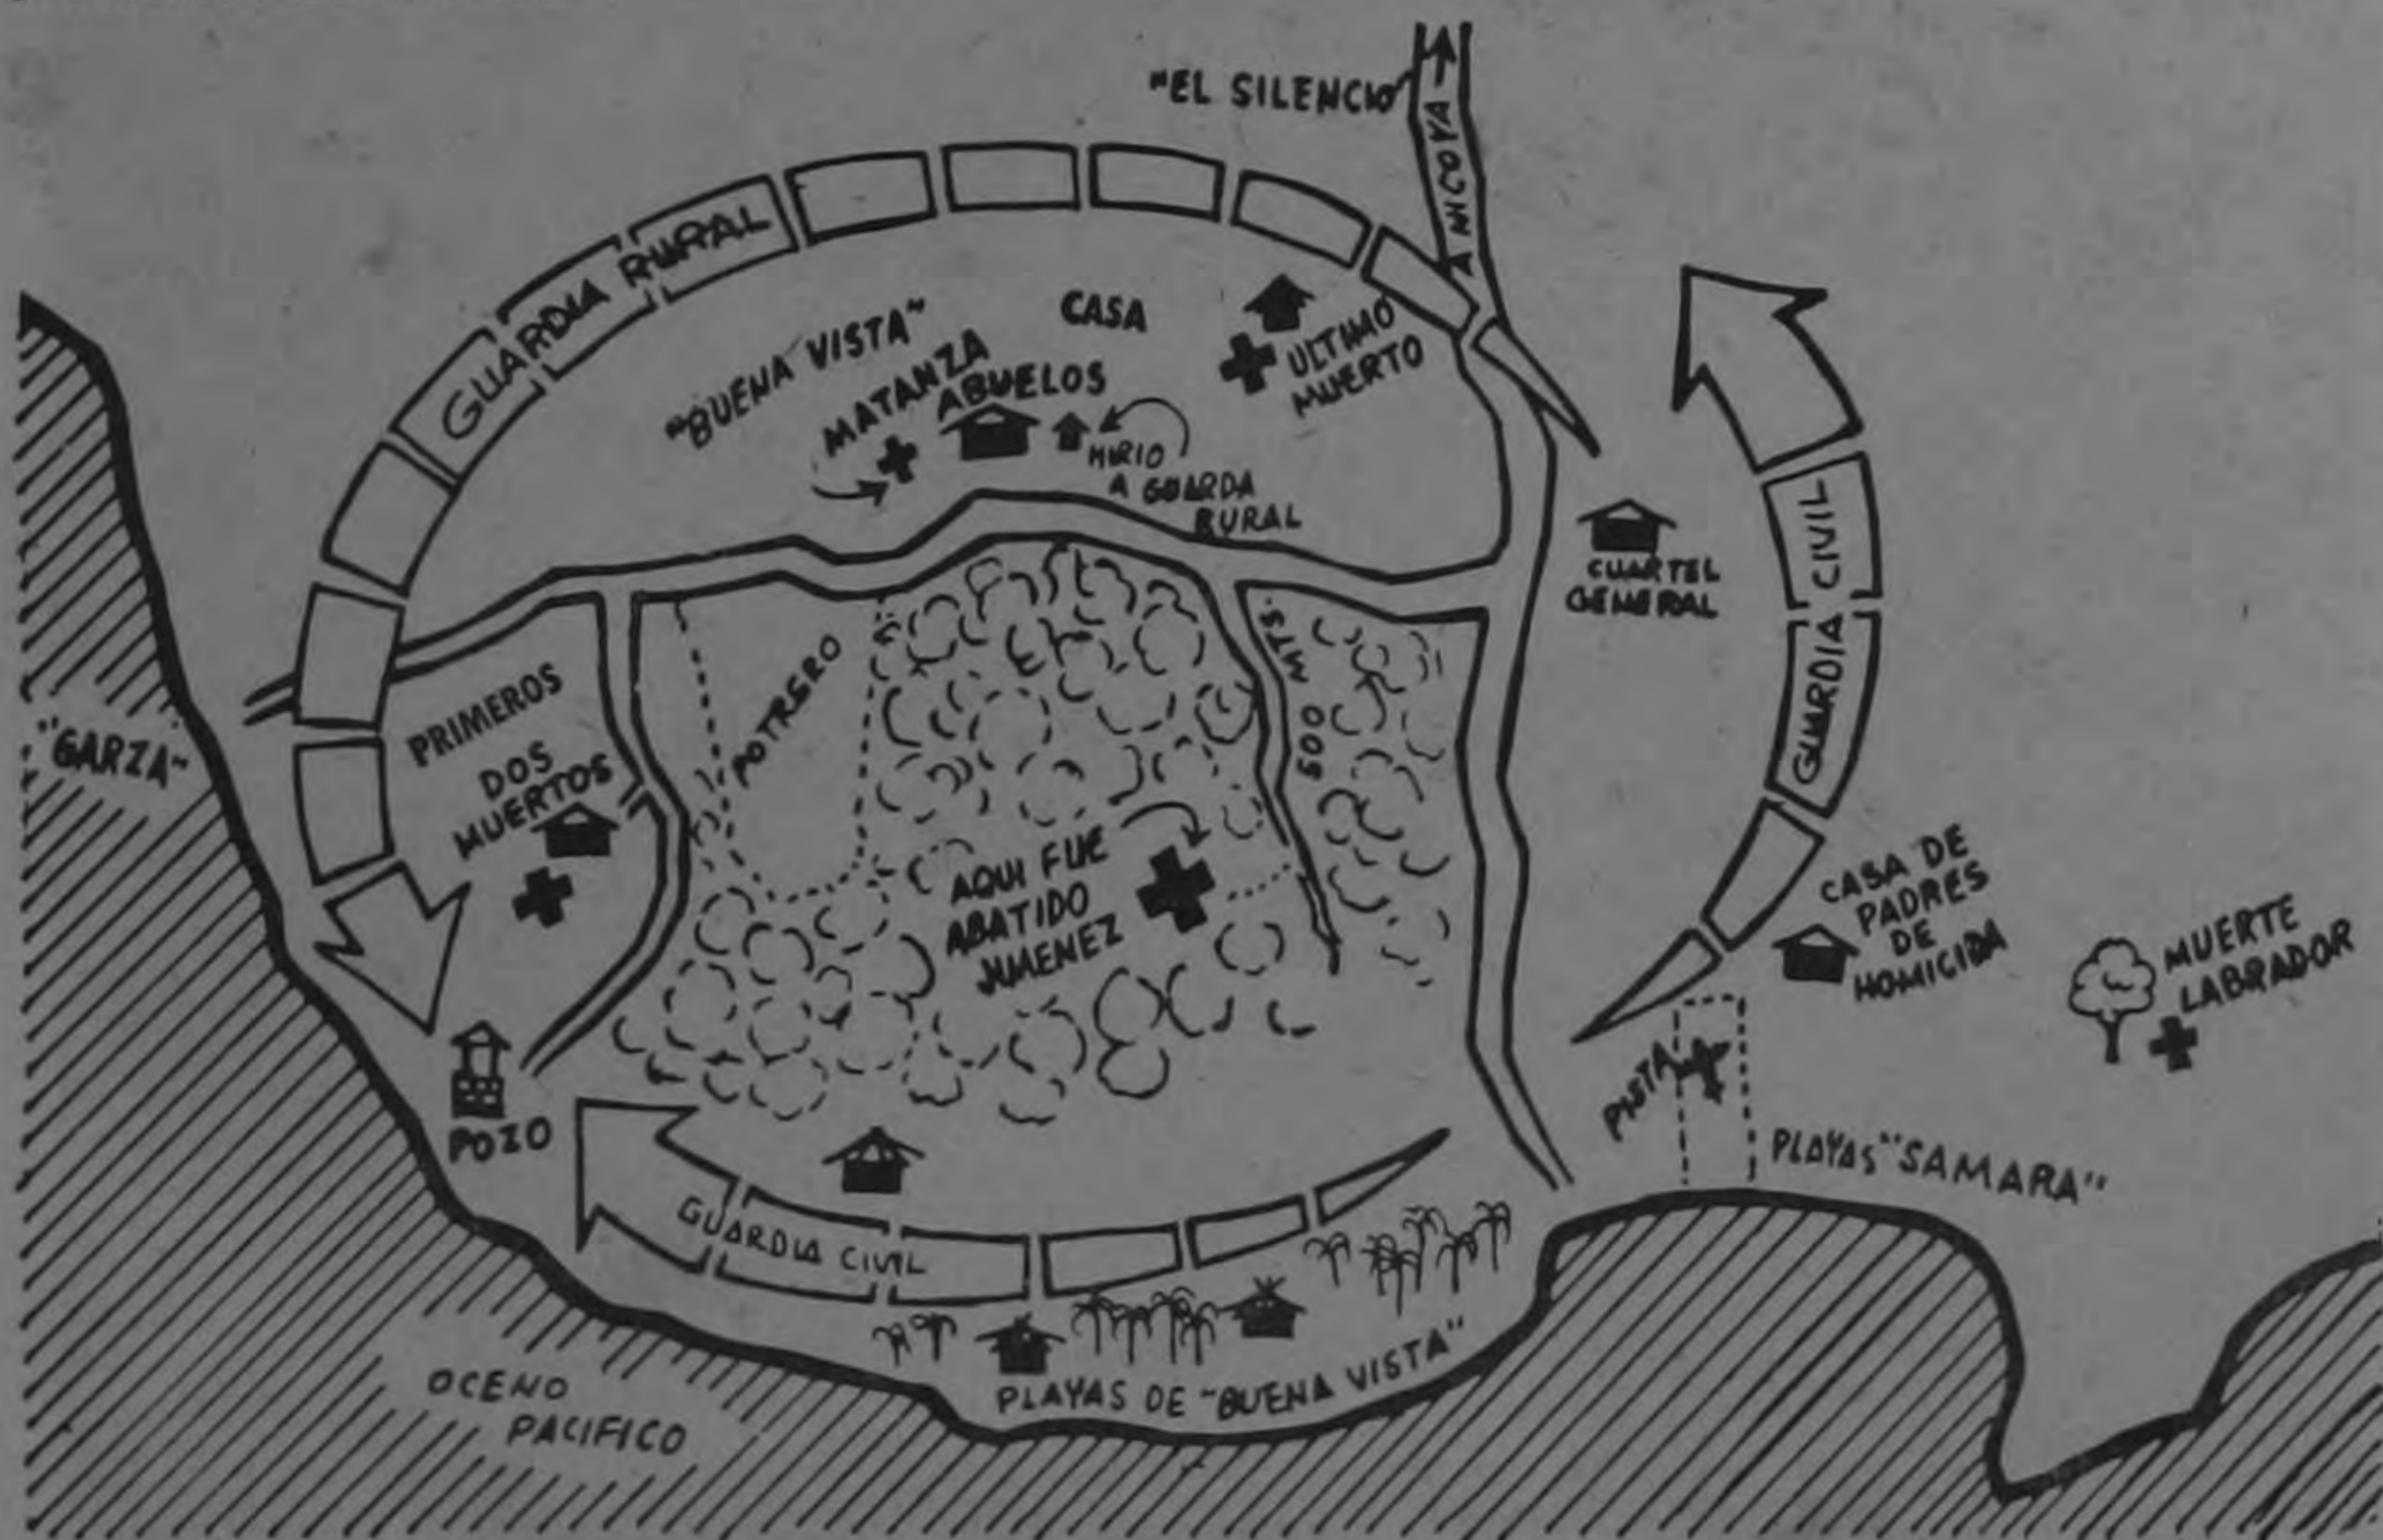 "EL SILENCIO"
A NICOYA
GUARDIA RURAL
"BUENA VISTA"
MATANZA
CASA
ABUELOS
HIRIO
A GUARDA
RURAL
ULTIMO
MUERTO
CUARTEL
GENERAL
GUARDIA CIVIL
"GARZA"
PRIMEROS
DOS
MUERTOS
POTRERO
500 MTS.
AQUI FUE
ABATIDO
JIMENEZ
CASA DE
PADRES
DE
HOMICIDA
MUERTE
LABRADOR
PISTA
PLAYAS "SAMARA"
POZO
GUARDIA CIVIL
PLAYAS DE "BUENA VISTA"
OCENO
PACIFICO